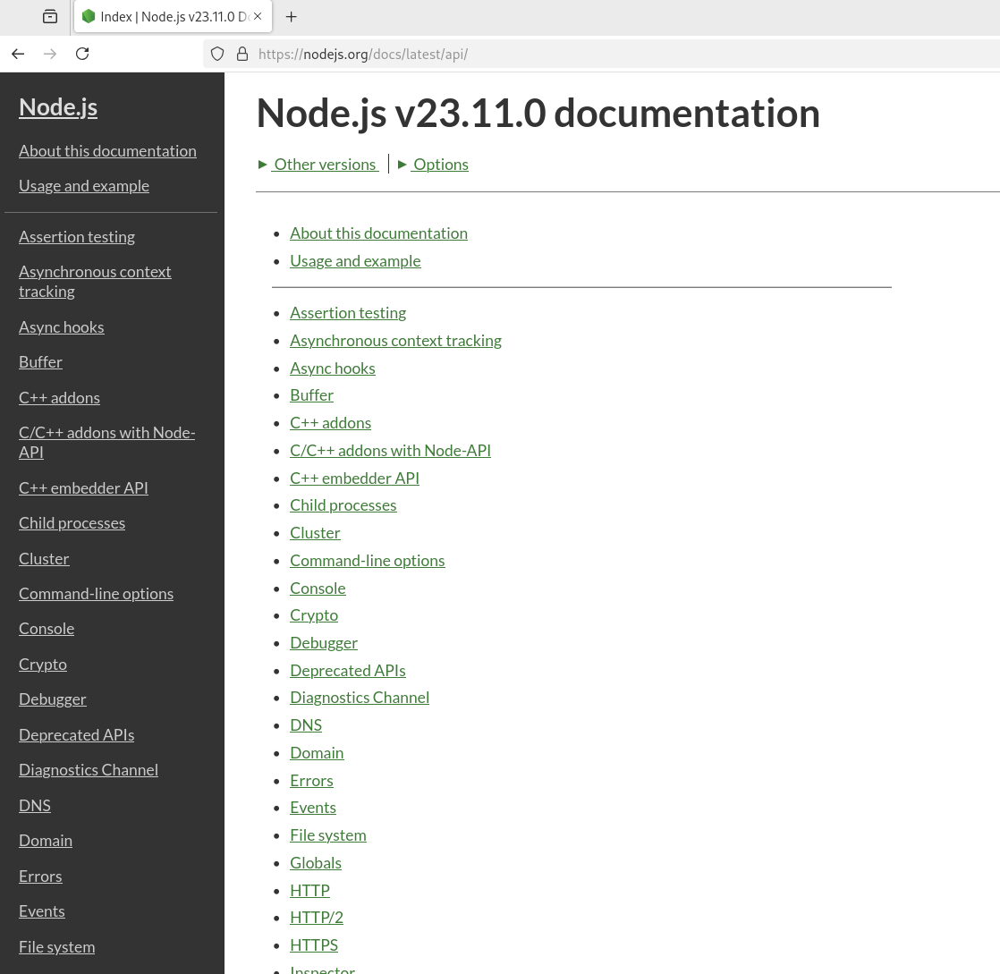 Index | Node.js v23.11.0 Do
https://nodejs.org/docs/latest/api/
Node.js
About this documentation
Usage and example
Assertion testing
Asynchronous context
tracking
Async hooks
Buffer
C++ addons
C/C++ addons with Node-
API
C++ embedder API
Child processes
Cluster
Command-line options
Console
Crypto
Debugger
Deprecated APIs
Diagnostics Channel
DNS
Domain
Errors
Events
File system
Node.js v23.11.0 documentation
Other versions
Options
About this documentation
Usage and example
Assertion testing
Asynchronous context tracking
Async hooks
Buffer
C++ addons
C/C++ addons with Node-API
C++ embedder API
Child processes
Cluster
Command-line options
Console
Crypto
Debugger
Deprecated APIs
Diagnostics Channel
DNS
Domain
Errors
Events
File system
Globals
HTTP
HTTP/2
HTTPS
Inspector